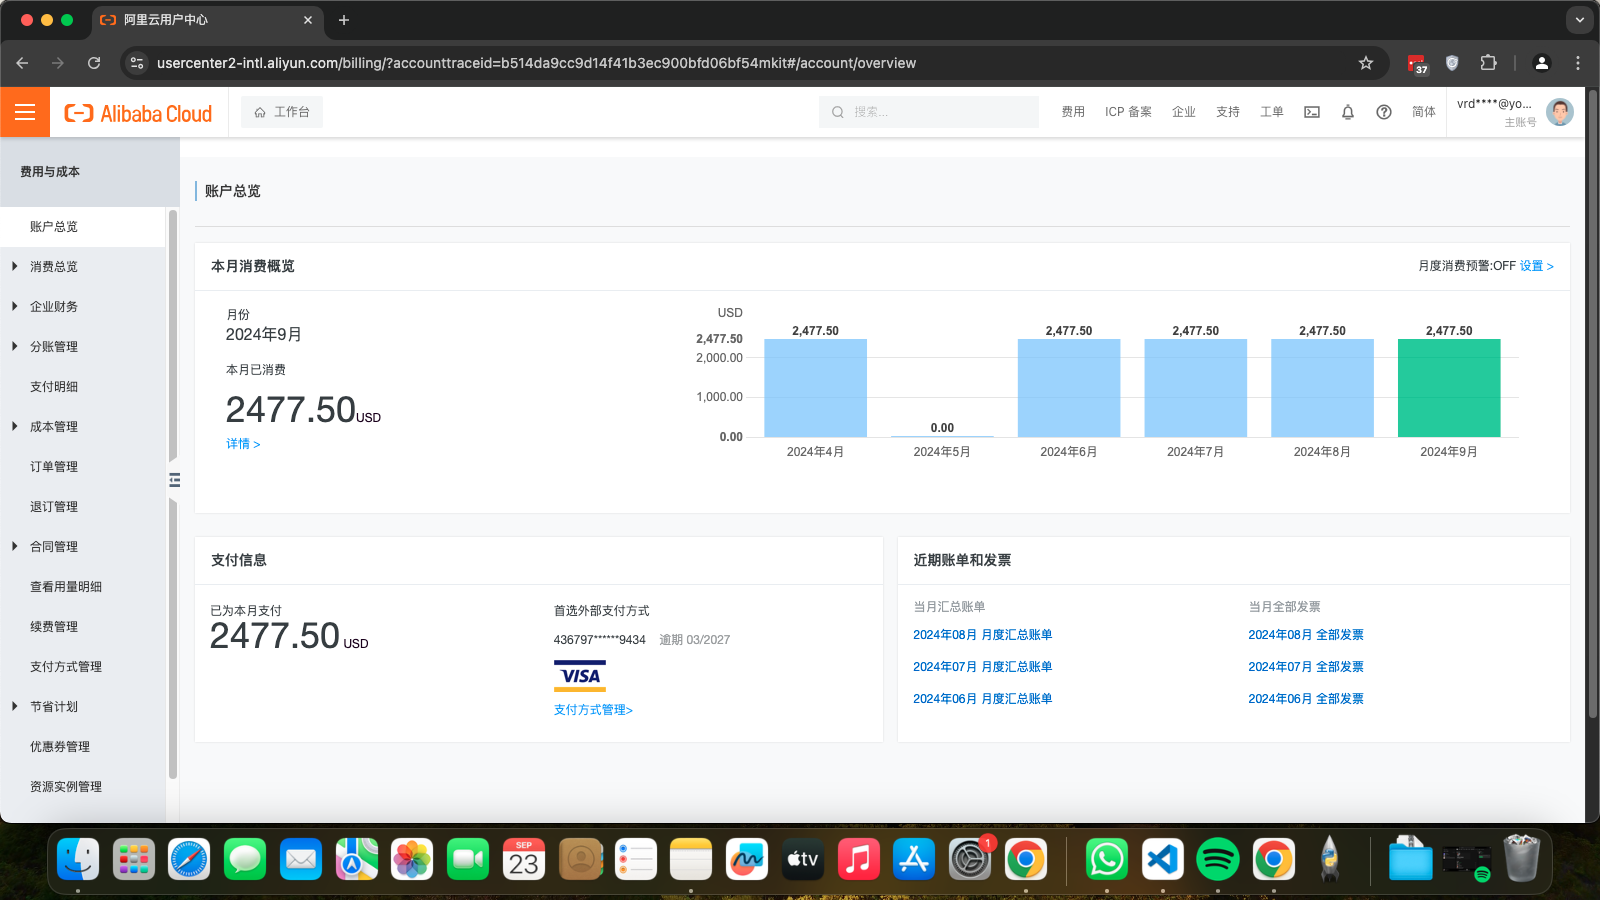 阿里云用户中心
usercenter2-intl.aliyun.com/billing/?accounttraceid=b514da9cc9d14f41b3ec900bfd06bf54mkit#/account/overview
37
Alibaba Cloud
工作台
搜索...
费用
ICP 备案
企业
支持
工单
简体
vrd****@yo...
主账号
费用与成本
账户总览
消费总览
企业财务
分账管理
支付明细
成本管理
订单管理
退订管理
合同管理
查看用量明细
续费管理
支付方式管理
节省计划
优惠券管理
资源实例管理
账户总览
本月消费概览
月度消费预警:OFF 设置 >
月份
2024年9月
本月已消费
2477.50USD
详情 >
USD
2,477.50
2,000.00
1,000.00
0.00
2,477.50
0.00
2,477.50
2,477.50
2,477.50
2,477.50
2024年4月
2024年5月
2024年6月
2024年7月
2024年8月
2024年9月
支付信息
已为本月支付
2477.50 USD
首选外部支付方式
436797******9434 逾期 03/2027
VISA
支付方式管理>
近期账单和发票
当月汇总账单
2024年08月 月度汇总账单
2024年07月 月度汇总账单
2024年06月 月度汇总账单
当月全部发票
2024年08月 全部发票
2024年07月 全部发票
2024年06月 全部发票
SEP
23
tv
1